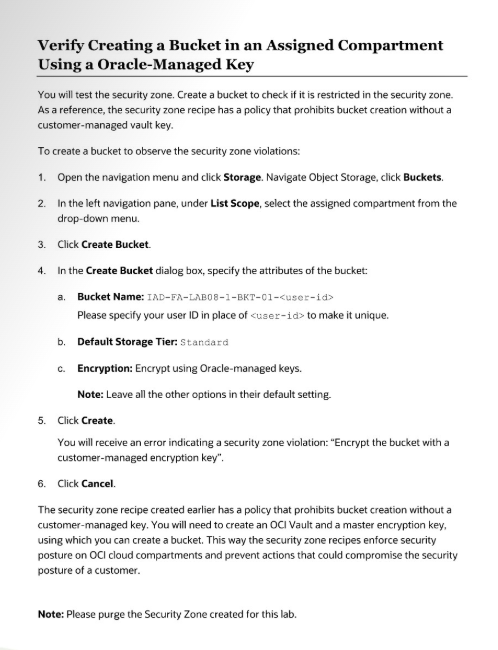 Verify Creating a Bucket in an Assigned Compartment
Using a Oracle-Managed Key
You will test the security zone. Create a bucket to check if it is restricted in the security zone.
As a reference, the security zone recipe has a policy that prohibits bucket creation without a
customer-managed vault key.
To create a bucket to observe the security zone violations:
1. Open the navigation menu and click Storage. Navigate Object Storage, click Buckets.
2. In the left navigation pane, under List Scope, select the assigned compartment from the
drop-down menu.
3. Click Create Bucket.
4. In the Create Bucket dialog box, specify the attributes of the bucket:
a. Bucket Name: IAD-FA-LAB08-1-BKT-01-<user-id>
Please specify your user ID in place of <user-id> to make it unique.
b. Default Storage Tier: Standard
c. Encryption: Encrypt using Oracle-managed keys.
Note: Leave all the other options in their default setting.
5. Click Create.
You will receive an error indicating a security zone violation: “Encrypt the bucket with a
customer-managed encryption key”.
6. Click Cancel.
The security zone recipe created earlier has a policy that prohibits bucket creation without a
customer-managed key. You will need to create an OCI Vault and a master encryption key,
using which you can create a bucket. This way the security zone recipes enforce security
posture on OCI cloud compartments and prevent actions that could compromise the security
posture of a customer.
Note: Please purge the Security Zone created for this lab.